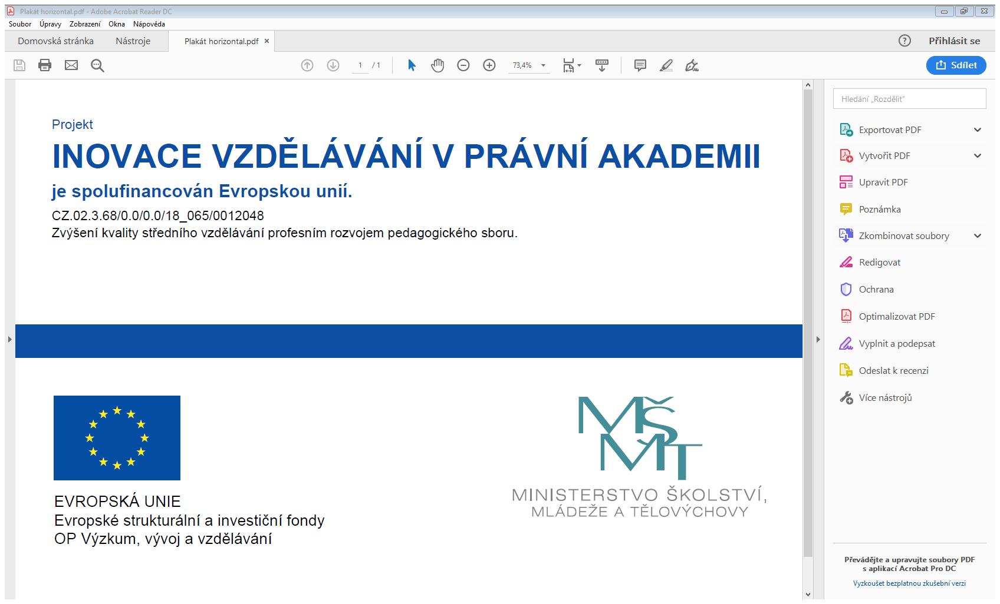 Plakát horizontal.pdf - Adobe Acrobat Reader DC
Soubor Úpravy Zobrazení Okna Nápověda
Domovská stránka Nástroje Plakát horizontal.pdf × ? Přihlásit se
1 / 1 73,4% Sdílet
Hledání „Rozdělit"
Exportovat PDF
Vytvořit PDF
Upravit PDF
Poznámka
Zkombinovat soubory
Redigovat
Ochrana
Optimalizovat PDF
Vyplnit a podepsat
Odeslat k recenzi
Více nástrojů
Převádějte a upravujte soubory PDF
s aplikací Acrobat Pro DC
Vyzkoušet bezplatnou zkušební verzi
Projekt
INOVACE VZDĚLÁVÁNÍ V PRÁVNÍ AKADEMII
je spolufinancován Evropskou unií.
CZ.02.3.68/0.0/0.0/18_065/0012048
Zvýšení kvality středního vzdělávání profesním rozvojem pedagogického sboru.
EVROPSKÁ UNIE
Evropské strukturální a investiční fondy
OP Výzkum, vývoj a vzdělávání
MŠ
MT
MINISTERSTVO ŠKOLSTVÍ,
MLÁDEŽE A TĚLOVÝCHOVY